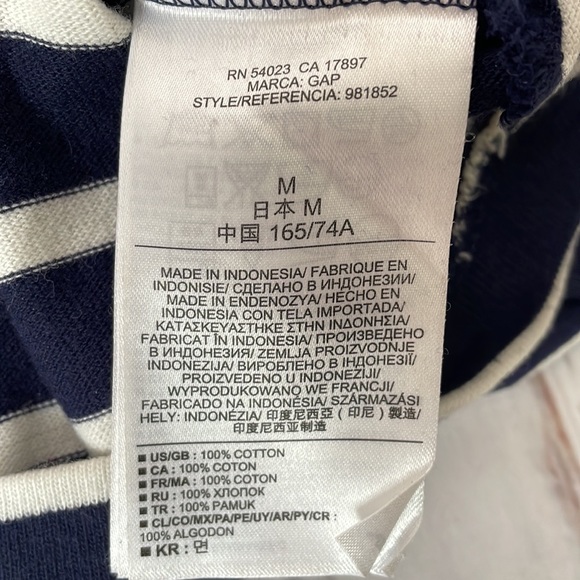 RN 54023 CA 17897
MARCA: GAP
STYLE/REFERENCIA: 981852
M
日本 M
中国 165/74A
MADE IN INDONESIA/ FABRIQUE EN
INDONISIE/ СДЕЛАНО В ИНДОНЕЗИИ/
MADE IN ENDENOZYA/ HECHO EN
INDONESIA CON TELA IMPORTADA/
ΚΑΤΑΣΚΕΥΑΣΤΗΚΕ ΣΤΗΝ ΙΝΔΟΝΗΣΙΑ/
FABRICAT ÎN INDONESIA/ ПРОИЗВЕДЕНО
В ИНДОНЕЗИЯ/ ZEMLJA PROIZVODNJE
INDONEZIJA/ ВИРОБЛЕНО В ІНДОНЕЗІЇ/
PROIZVEDENO U INDONEZIJI/
WYPRODUKOWANO WE FRANCJI/
FABRICADO NA INDONÉSIA/ SZÁRMAZÁSI
HELY: INDONÉZIA/ 印度尼西亞 ( 印尼 ) 製造/
印度尼西亚制造
■ US/GB : 100% COTTON
■ CA : 100% COTON
■ FR/MA : 100% COTON
■ RU : 100% ХЛОПОК
■ TR : 100% PAMUK
■ CL/CO/MX/PA/PE/UY/AR/PY/CR :
100% ALGODON
■ KR : 면